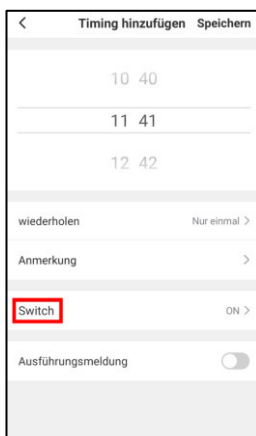 Timing hinzufügen Speichern
10 40
11 41
12 42
wiederholen Nur einmal
Anmerkung
Switch ON
Ausführungsmeldung